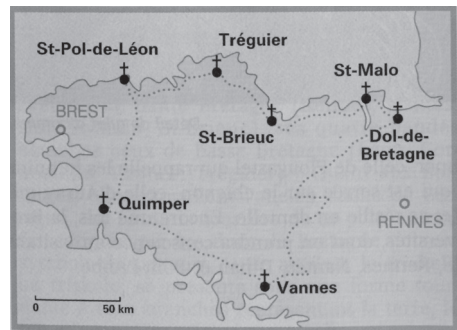 St-Pol-de-Léon
Tréguier
St-Malo
BREST
St-Brieuc
Dol-de-
Bretagne
Quimper
RENNES
Vannes
0
50 km